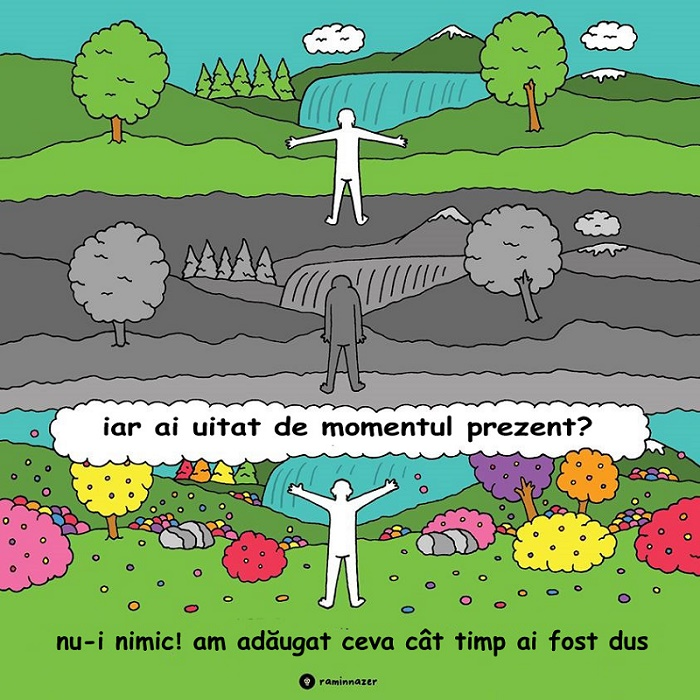 iar ai uitat de momentul prezent?
nu-i nimic! am adăugat ceva cât timp ai fost dus
raminnazer